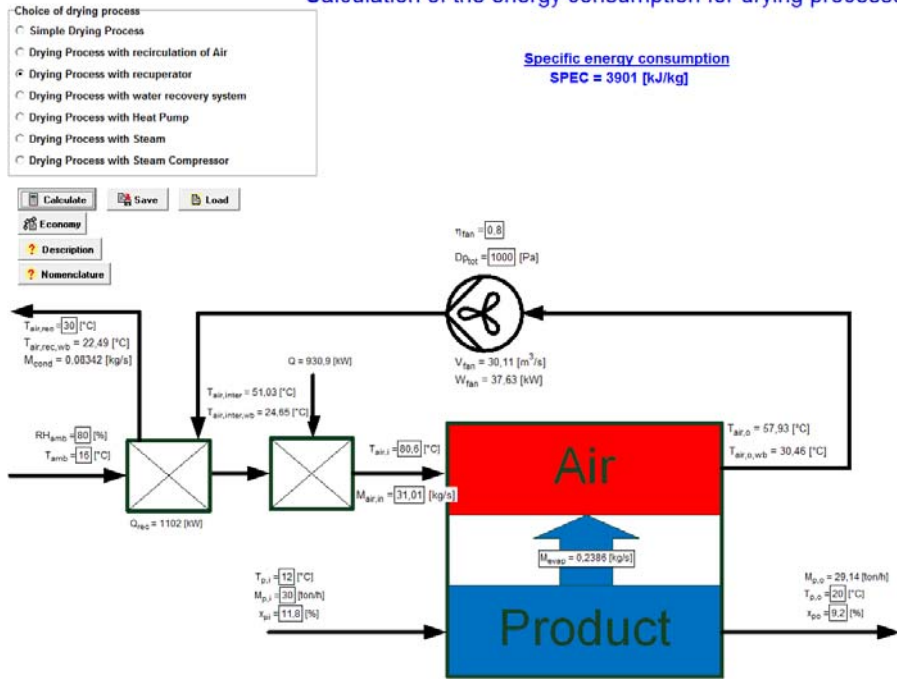 Calculation of the energy consumption for drying processe
Choice of drying process
Simple Drying Process
Drying Process with recirculation of Air
Drying Process with recuperator
Drying Process with water recovery system
Drying Process with Heat Pump
Drying Process with Steam
Drying Process with Steam Compressor
Specific energy consumption
SPEC = 3901 [kJ/kg]
Calculate Save Load
Economy
? Description
? Nomenclature
ηfan = 0,8
Dptot = 1000 [Pa]
Vfan = 30,11 [m³/s]
Wfan = 37,63 [kW]
Tair,rec = 30 [°C]
Tair,rec,wb = 22,49 [°C]
Mcond = 0,08342 [kg/s]
Q = 930,9 [kW]
Tair,inter = 51,03 [°C]
Tair,inter,wb = 24,65 [°C]
RHamb = 80 [%]
Tamb = 16 [°C]
Qrec = 1102 [kW]
Tair,i = 80,6 [°C]
Mair,in = 31,01 [kg/s]
Air
Tair,o = 57,93 [°C]
Tair,o,wb = 30,46 [°C]
Mevap = 0,2386 [kg/s]
Tp,i = 12 [°C]
Mp,i = 30 [ton/h]
xpi = 11,8 [%]
Product
Mp,o = 29,14 [ton/h]
Tp,o = 20 [°C]
xpo = 9,2 [%]